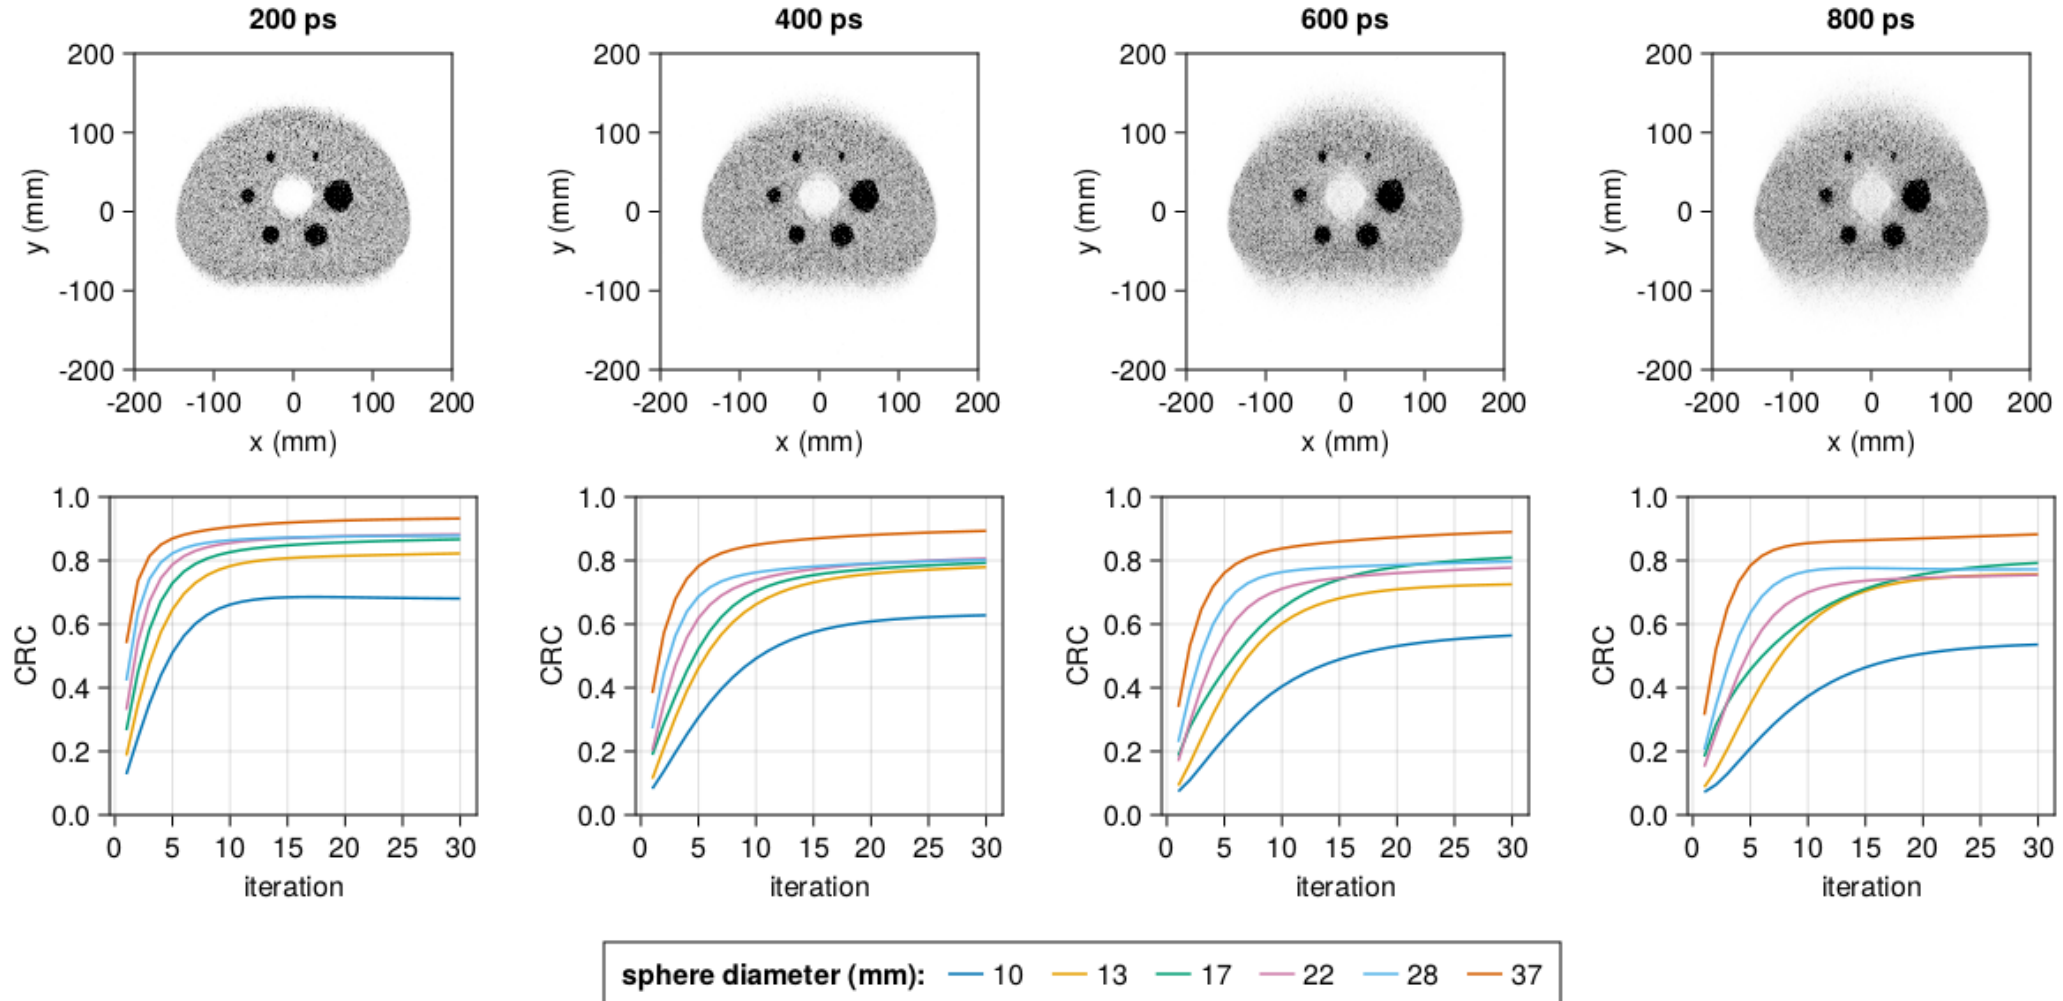 200 ps 400 ps 600 ps 800 ps
200 200 200 200
100 100 100 100
0 0 0 0
-100 -100 -100 -100
-200 -200 -200 -200
y (mm) y (mm) y (mm) y (mm)
-200 -100 0 100 200 -200 -100 0 100 200 -200 -100 0 100 200 -200 -100 0 100 200
x (mm) x (mm) x (mm) x (mm)
1.0 1.0 1.0 1.0
0.8 0.8 0.8 0.8
0.6 0.6 0.6 0.6
0.4 0.4 0.4 0.4
0.2 0.2 0.2 0.2
0.0 0.0 0.0 0.0
CRC CRC CRC CRC
0 5 10 15 20 25 30 0 5 10 15 20 25 30 0 5 10 15 20 25 30 0 5 10 15 20 25 30
iteration iteration iteration iteration
sphere diameter (mm): 10 13 17 22 28 37